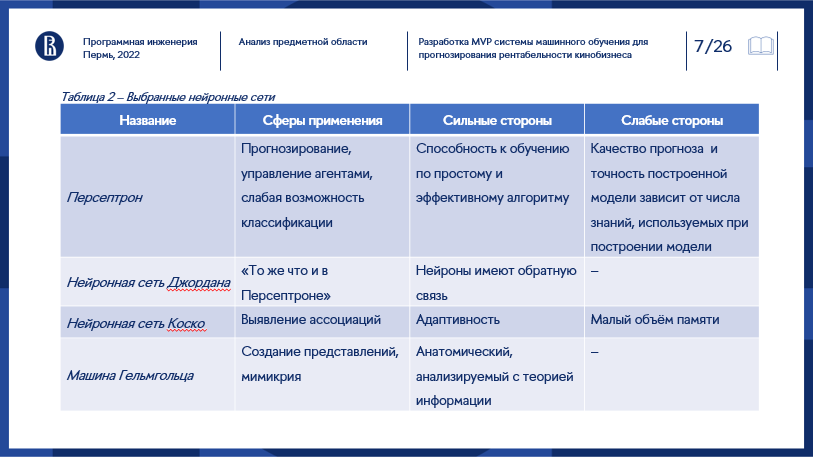 Программная инженерия
Пермь, 2022
Анализ предметной области
Разработка MVP системы машинного обучения для
прогнозирования рентабельности кинобизнеса
7/26
Таблица 2 – Выбранные нейронные сети
Название
Сферы применения
Сильные стороны
Слабые стороны
Персептрон
Прогнозирование,
управление агентами,
слабая возможность
классификации
Способность к обучению
по простому и
эффективному алгоритму
Качество прогноза и
точность построенной
модели зависит от числа
знаний, используемых при
построении модели
Нейронная сеть Джордана
«То же что и в
Персептроне»
Нейроны имеют обратную
связь
–
Нейронная сеть Коско
Выявление ассоциаций
Адаптивность
Малый объём памяти
Машина Гельмгольца
Создание представлений,
мимикрия
Анатомический,
анализируемый с теорией
информации
–